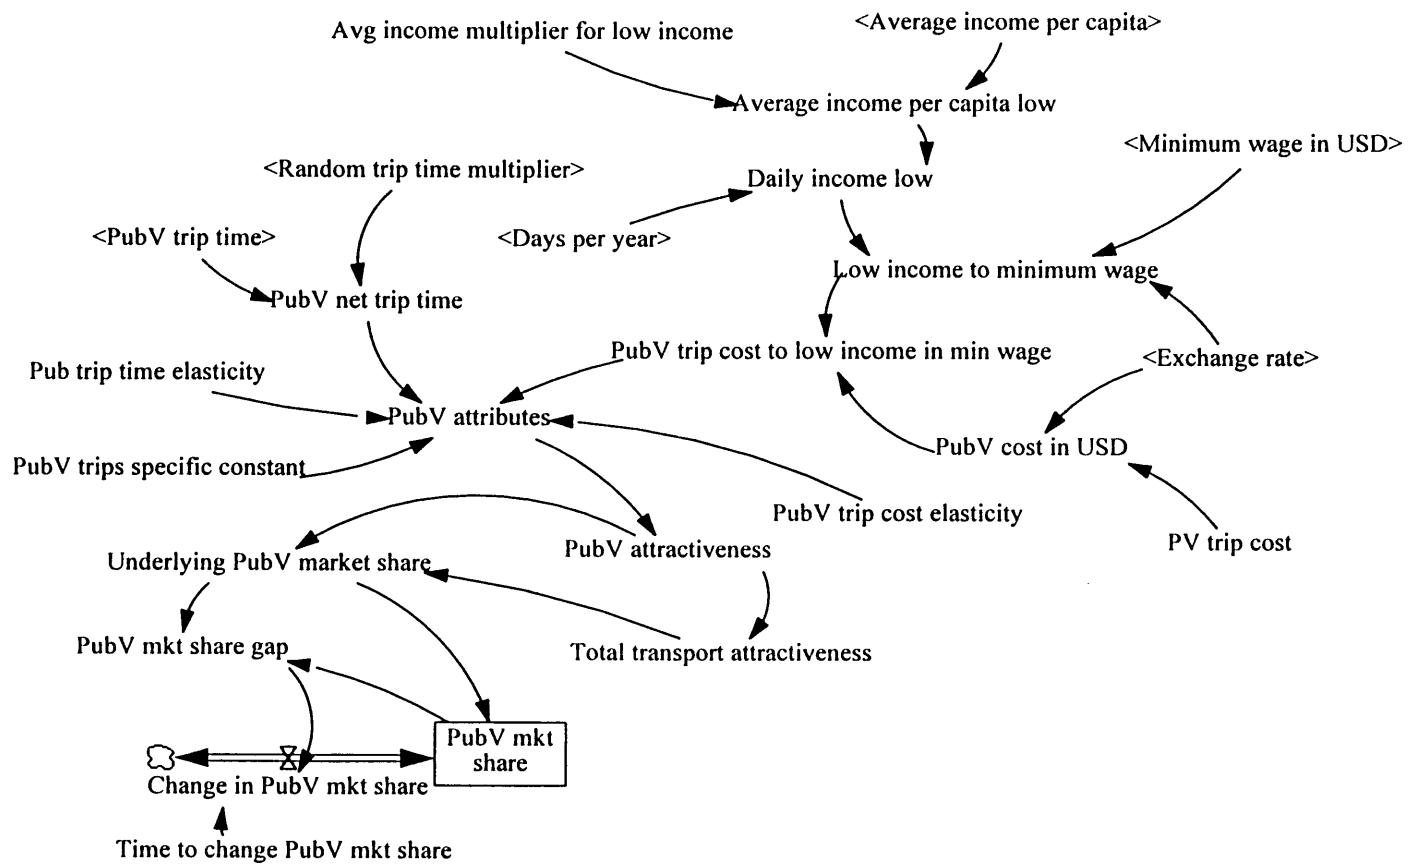 <Average income per capita>
Avg income multiplier for low income
Average income per capita low
<Minimum wage in USD>
<Random trip time multiplier>
Daily income low
<PubV trip time>
<Days per year>
Low income to minimum wage
PubV net trip time
PubV trip cost to low income in min wage
<Exchange rate>
Pub trip time elasticity
PubV attributes
PubV cost in USD
PubV trips specific constant
PubV trip cost elasticity
PV trip cost
PubV attractiveness
Underlying PubV market share
PubV mkt share gap
Total transport attractiveness
PubV mkt
share
Change in PubV mkt share
Time to change PubV mkt share